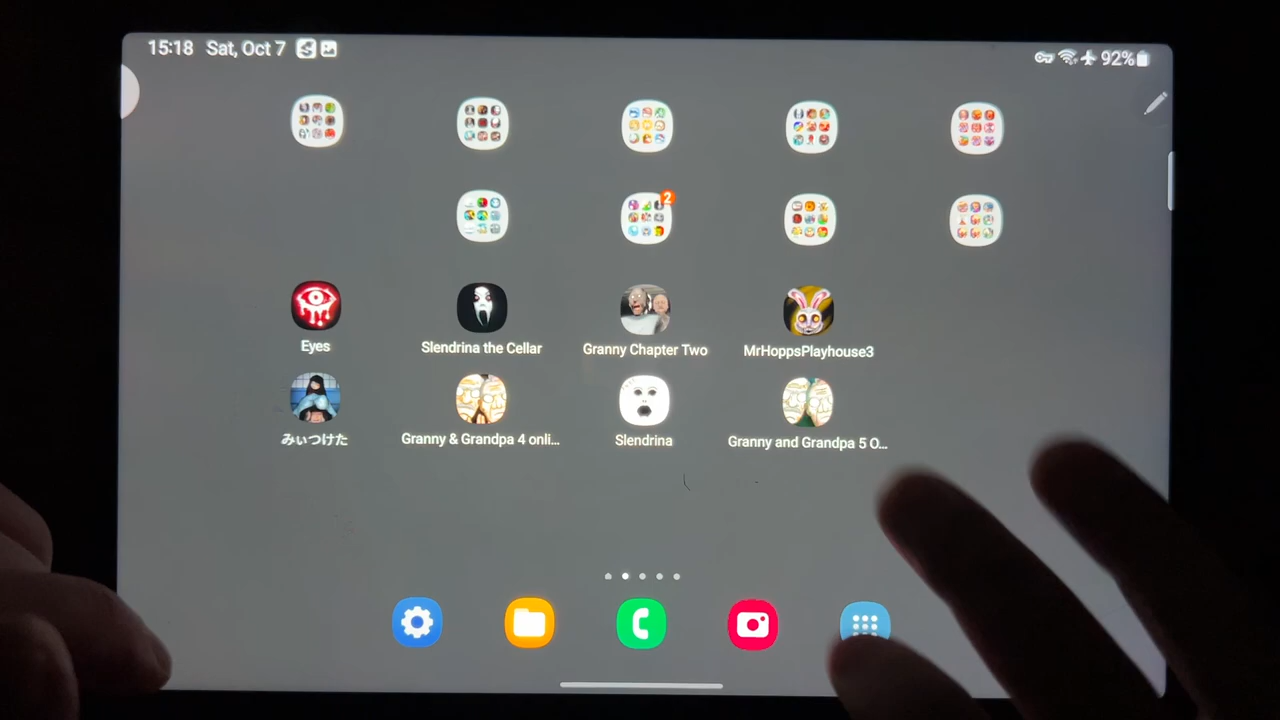 15:18 Sat, Oct 7
92%
2
Eyes
Slendrina the Cellar
Granny Chapter Two
MrHoppsPlayhouse3
みぃつけた
Granny & Grandpa 4 onli...
Slendrina
Granny and Grandpa 5 O...